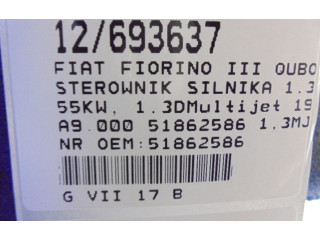 12/693637
FIAT FIORINO III QUBO
STEROWNIK SILNIKA 1.3
55KW, 1.3DMultijet 19
A9.000 51862586 1.3MJ
NR OEM:51862586
G VII 17 B